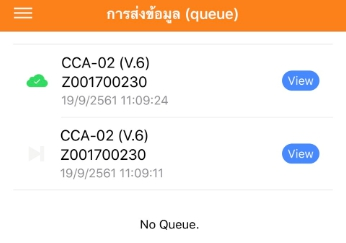 การส่งข้อมูล (queue)
CCA-02 (V.6)
Z001700230
View
19/9/2561 11:09:24
CCA-02 (V.6)
Z001700230
View
19/9/2561 11:09:11
No Queue.